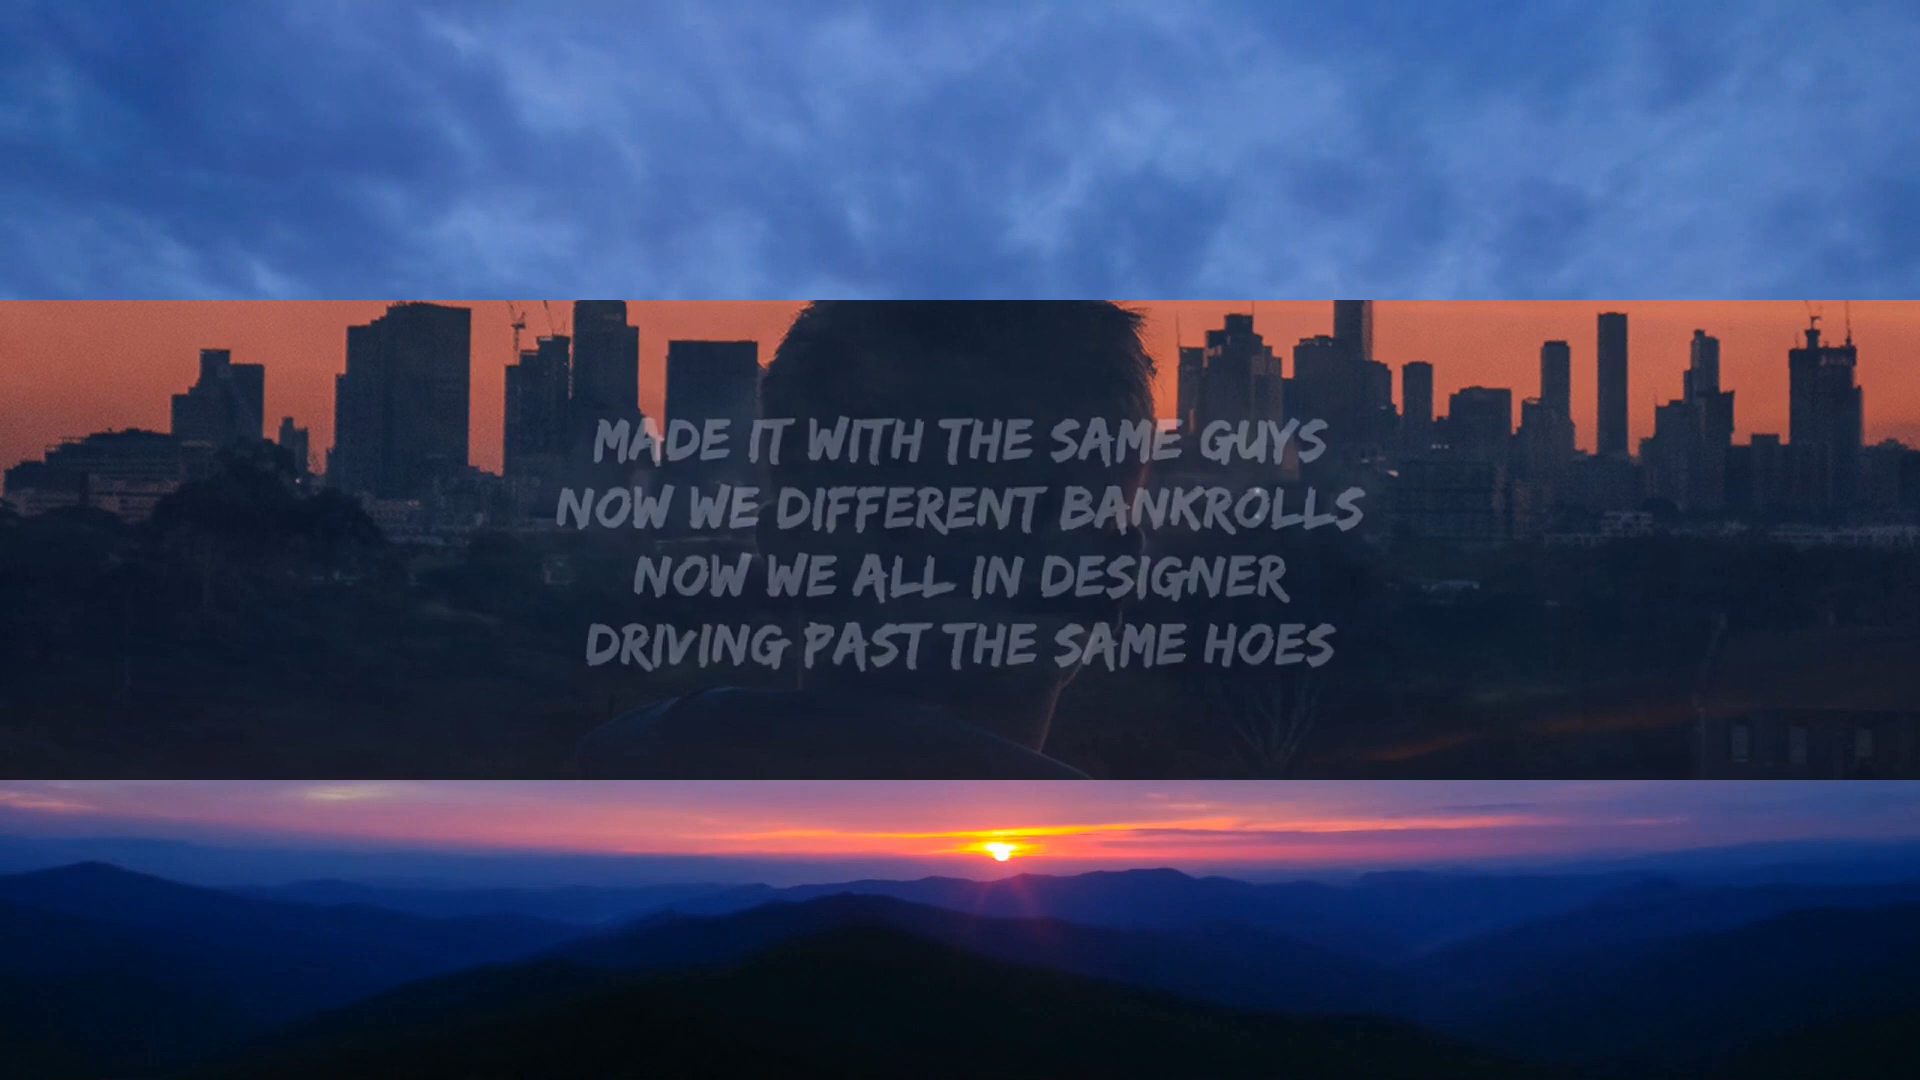 MADE IT WITH THE SAME GUYS
NOW WE DIFFERENT BANKROLLS
NOW WE ALL IN DESIGNER
DRIVING PAST THE SAME HOES